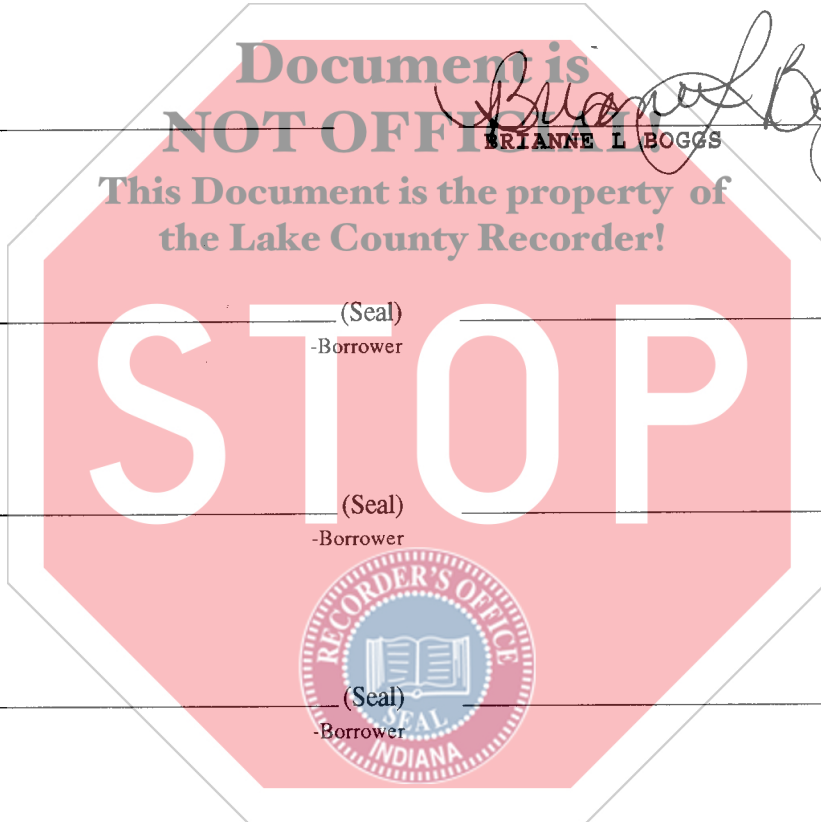 Document is
NOT OFFICIAL!
BRIANNE L BOGGS
This Document is the property of
the Lake County Recorder!
(Seal)
-Borrower
STOP
(Seal)
-Borrower
RECORDER'S OFFICE
(Seal)
SEAL
-Borrower
INDIANA